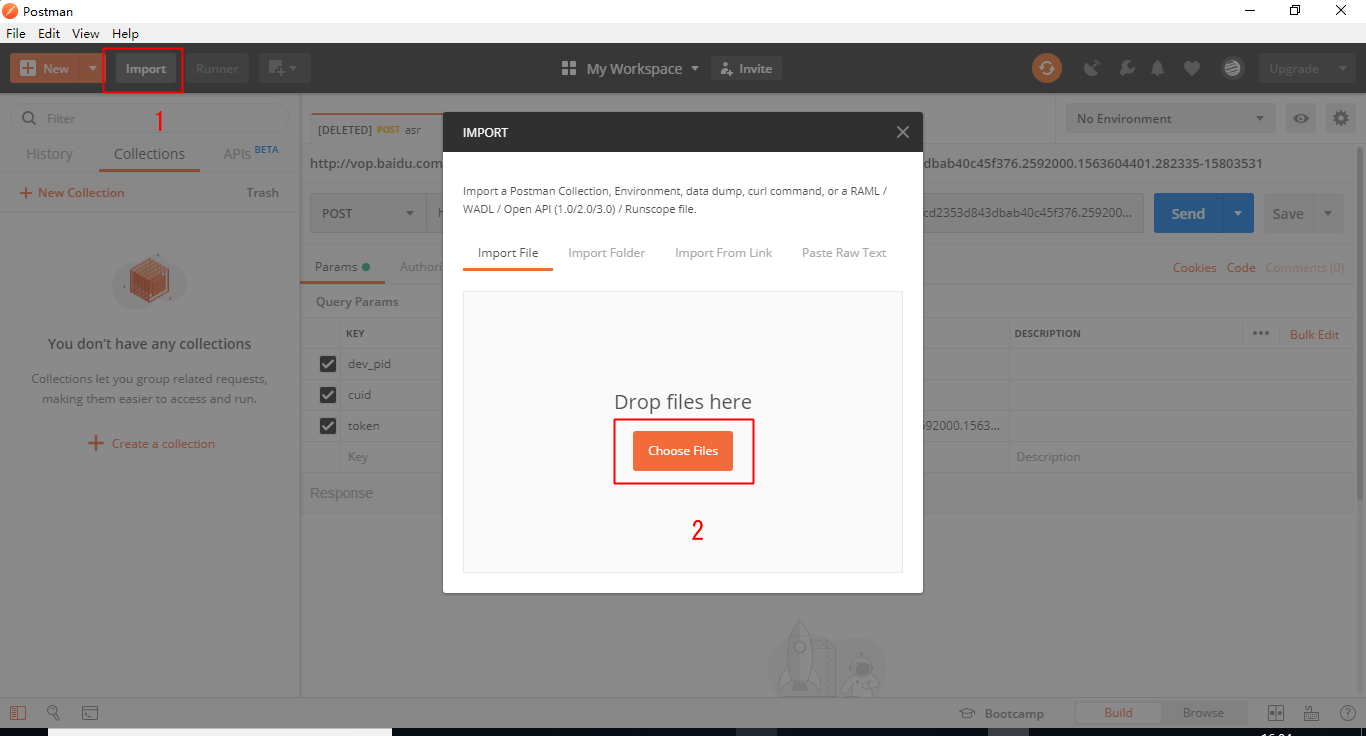 Postman
File Edit View Help
New Import Runner My Workspace Invite Upgrade
1
Filter
History Collections APIs BETA
New Collection Trash
You don't have any collections
Collections let you group related requests,
making them easier to access and run.
Create a collection
[DELETED] POST asr
No Environment
http://vop.baidu.com dbab40c45f376.2592000.1563604401.282335-15803531
POST cd2353d843dbab40c45f376.259200...
Send Save
Params Authori
Cookies Code Comments (0)
Query Params
KEY DESCRIPTION Bulk Edit
dev_pid
cuid
token 592000.1563...
Key Description
Response
IMPORT
Import a Postman Collection, Environment, data dump, curl command, or a RAML /
WADL / Open API (1.0/2.0/3.0) / Runscope file.
Import File Import Folder Import From Link Paste Raw Text
Drop files here
Choose Files
2
Bootcamp Build Browse